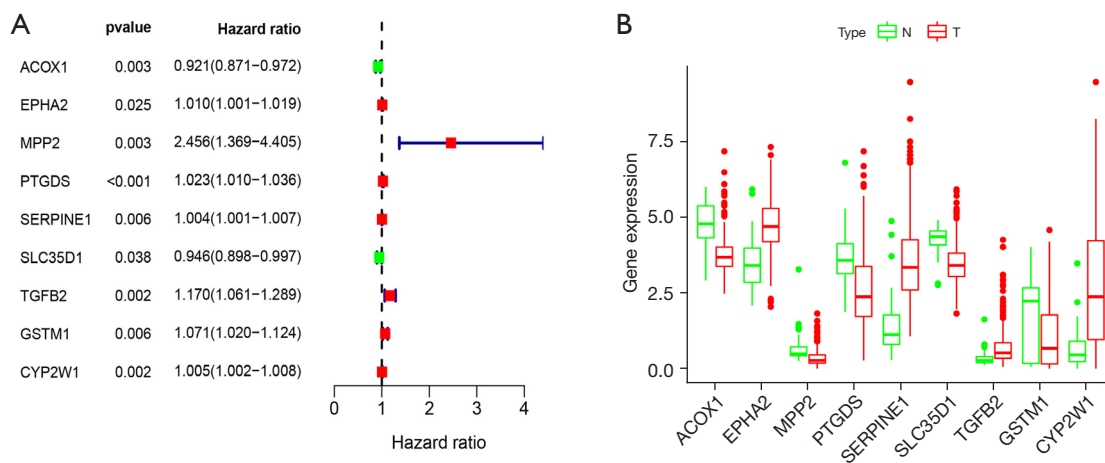 A
pvalue Hazard ratio
ACOX1 0.003 0.921(0.871−0.972)
EPHA2 0.025 1.010(1.001−1.019)
MPP2 0.003 2.456(1.369−4.405)
PTGDS <0.001 1.023(1.010−1.036)
SERPINE1 0.006 1.004(1.001−1.007)
SLC35D1 0.038 0.946(0.898−0.997)
TGFB2 0.002 1.170(1.061−1.289)
GSTM1 0.006 1.071(1.020−1.124)
CYP2W1 0.002 1.005(1.002−1.008)
0 1 2 3 4
Hazard ratio
B
Type N T
Gene expression
7.5
5.0
2.5
0.0
ACOX1 EPHA2 MPP2 PTGDS SERPINE1 SLC35D1 TGFB2 GSTM1 CYP2W1